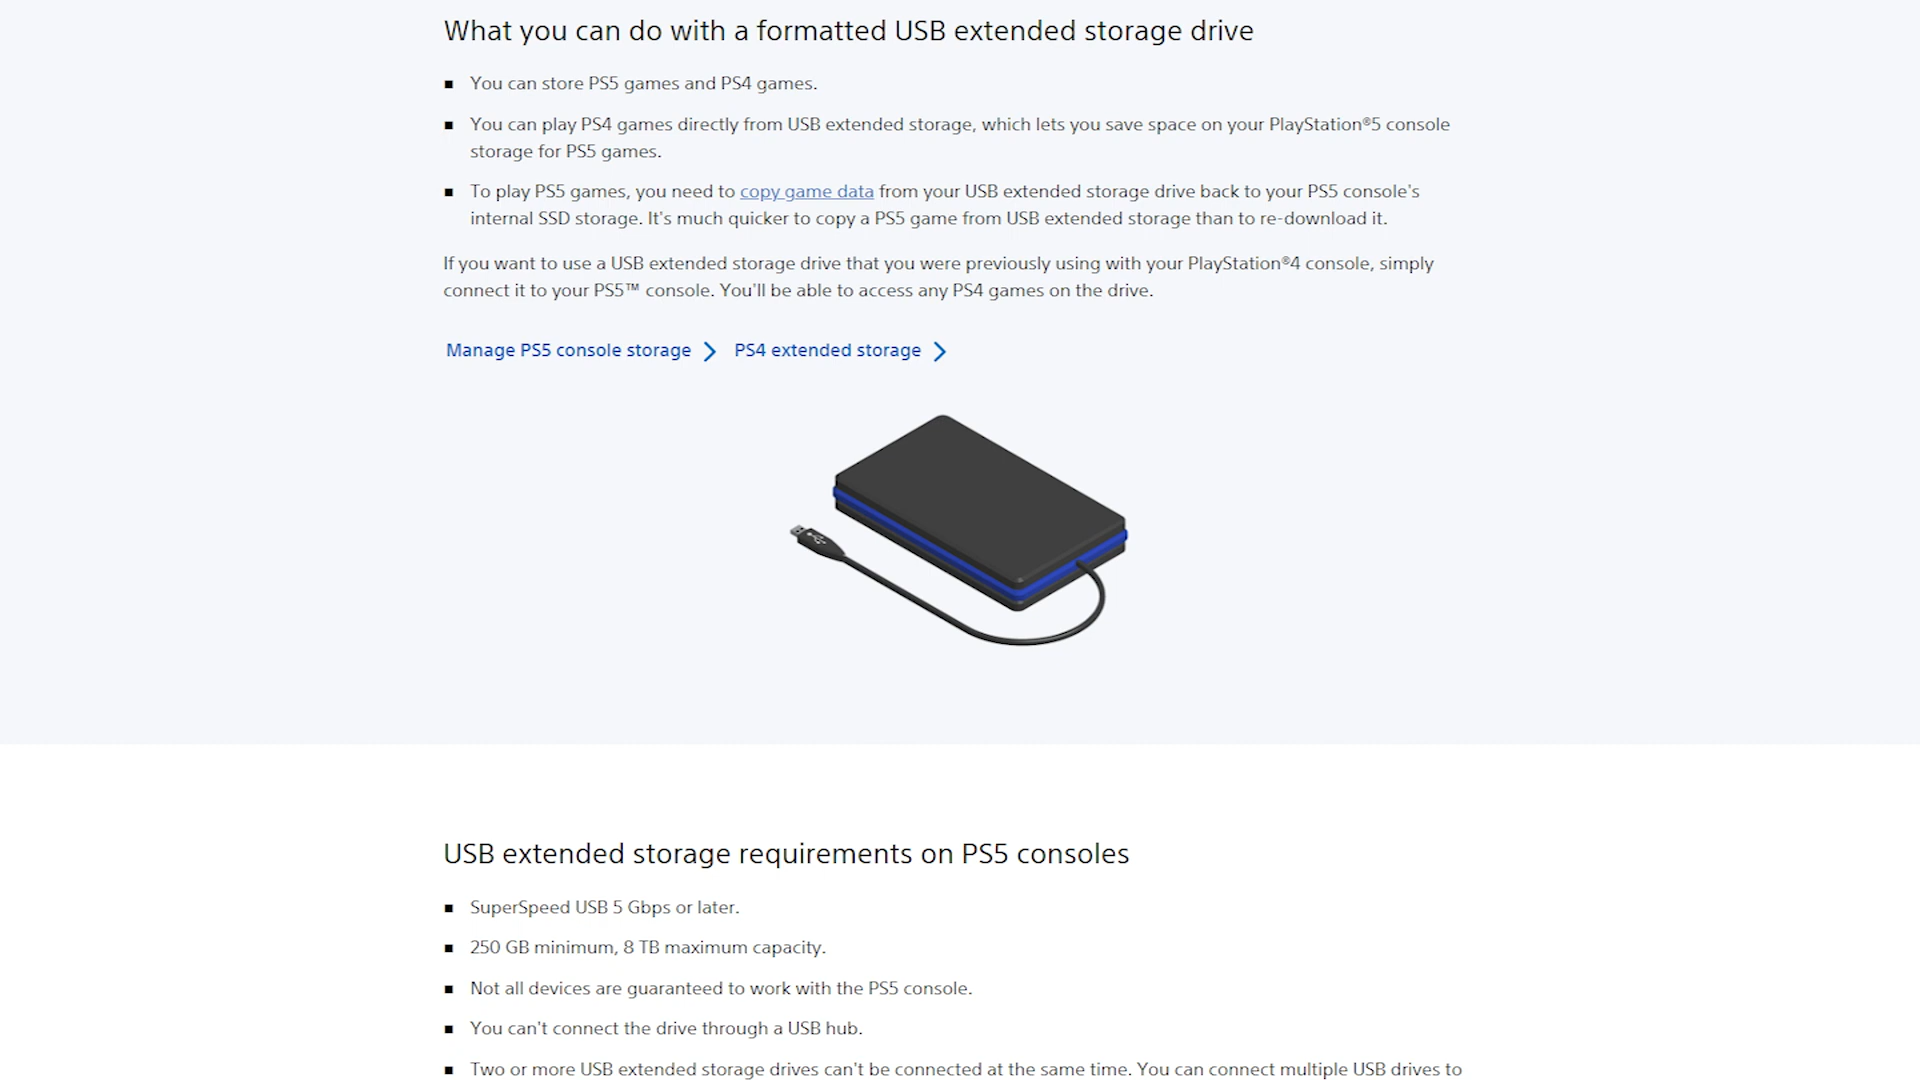 What you can do with a formatted USB extended storage drive
You can store PS5 games and PS4 games.
You can play PS4 games directly from USB extended storage, which lets you save space on your PlayStation®5 console
storage for PS5 games.
To play PS5 games, you need to copy game data from your USB extended storage drive back to your PS5 console's
internal SSD storage. It's much quicker to copy a PS5 game from USB extended storage than to re-download it.
If you want to use a USB extended storage drive that you were previously using with your PlayStation®4 console, simply
connect it to your PS5™ console. You'll be able to access any PS4 games on the drive.
Manage PS5 console storage PS4 extended storage
USB extended storage requirements on PS5 consoles
SuperSpeed USB 5 Gbps or later.
250 GB minimum, 8 TB maximum capacity.
Not all devices are guaranteed to work with the PS5 console.
You can't connect the drive through a USB hub.
Two or more USB extended storage drives can't be connected at the same time. You can connect multiple USB drives to